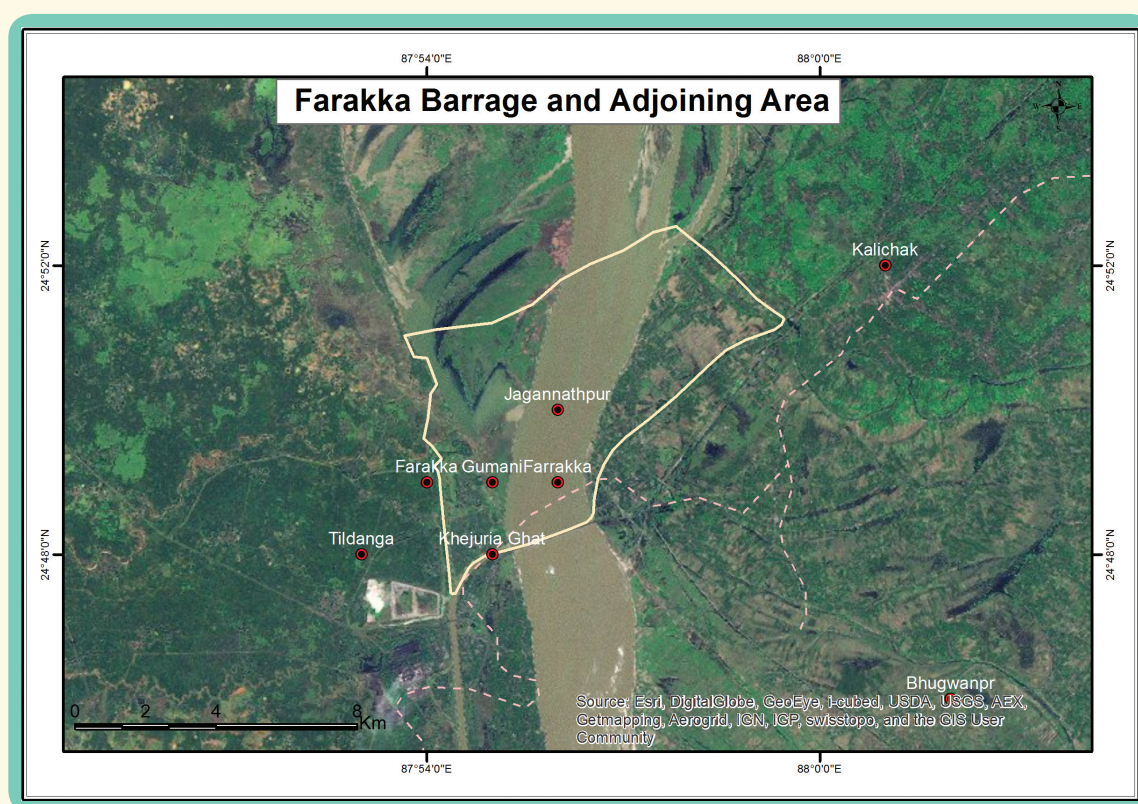 87°54'0"E
88°0'0"E
Farakka Barrage and Adjoining Area
W E
Kalichak
24°52'0"N
24°52'0"N
Jagannathpur
Farakka Gumani Farrakka
Tildanga
Khejuria Ghat
24°48'0"N
24°48'0"N
Bhugwanpr
0 2 4 8
Km
Source: Esri, DigitalGlobe, GeoEye, i-cubed, USDA, USGS, AEX,
Getmapping, Aerogrid, IGN, IGP, swisstopo, and the GIS User
Community
87°54'0"E
88°0'0"E